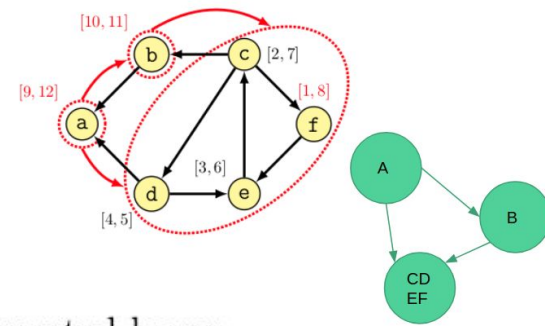 [10, 11]
b
c
[2, 7]
[9, 12]
[1, 8]
a
f
[3, 6]
d
e
[4, 5]
A
B
CD
EF